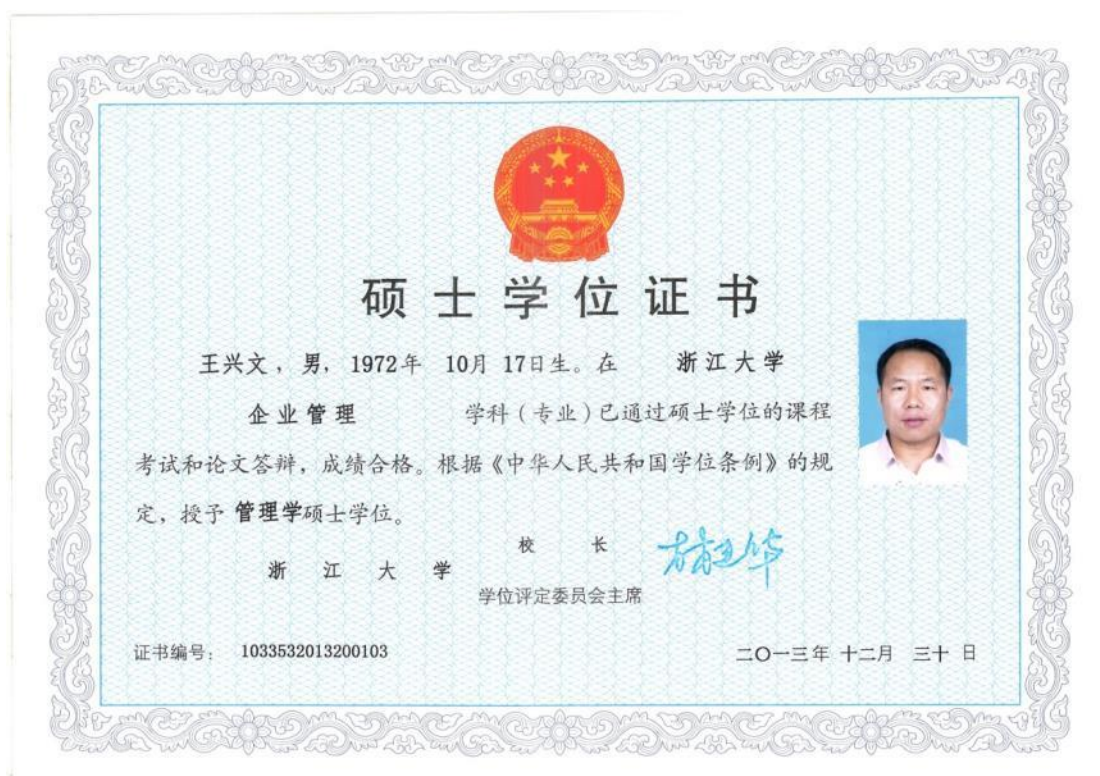 硕士学位证书
王兴文，男，1972年 10月 17日生。在 浙江大学
企业管理 学科（专业）已通过硕士学位的课程
考试和论文答辩，成绩合格。根据《中华人民共和国学位条例》的规
定，授予 管理学硕士学位。
校 长
浙 江 大 学
学位评定委员会主席
证书编号： 1033532013200103 二〇一三年 十二月 三十 日